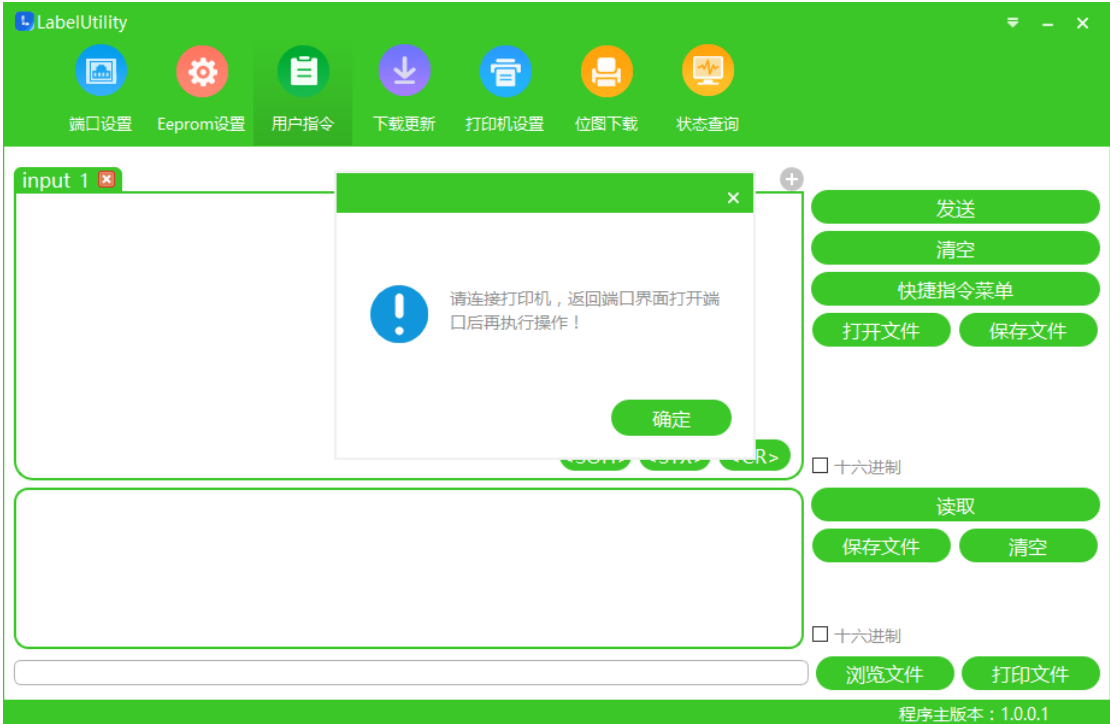 LabelUtility
端口设置 Eeprom设置 用户指令 下载更新 打印机设置 位图下载 状态查询
input 1
发送
清空
快捷指令菜单
打开文件 保存文件
请连接打印机，返回端口界面打开端
口后再执行操作！
确定
十六进制
读取
保存文件 清空
十六进制
浏览文件 打印文件
程序主版本：1.0.0.1